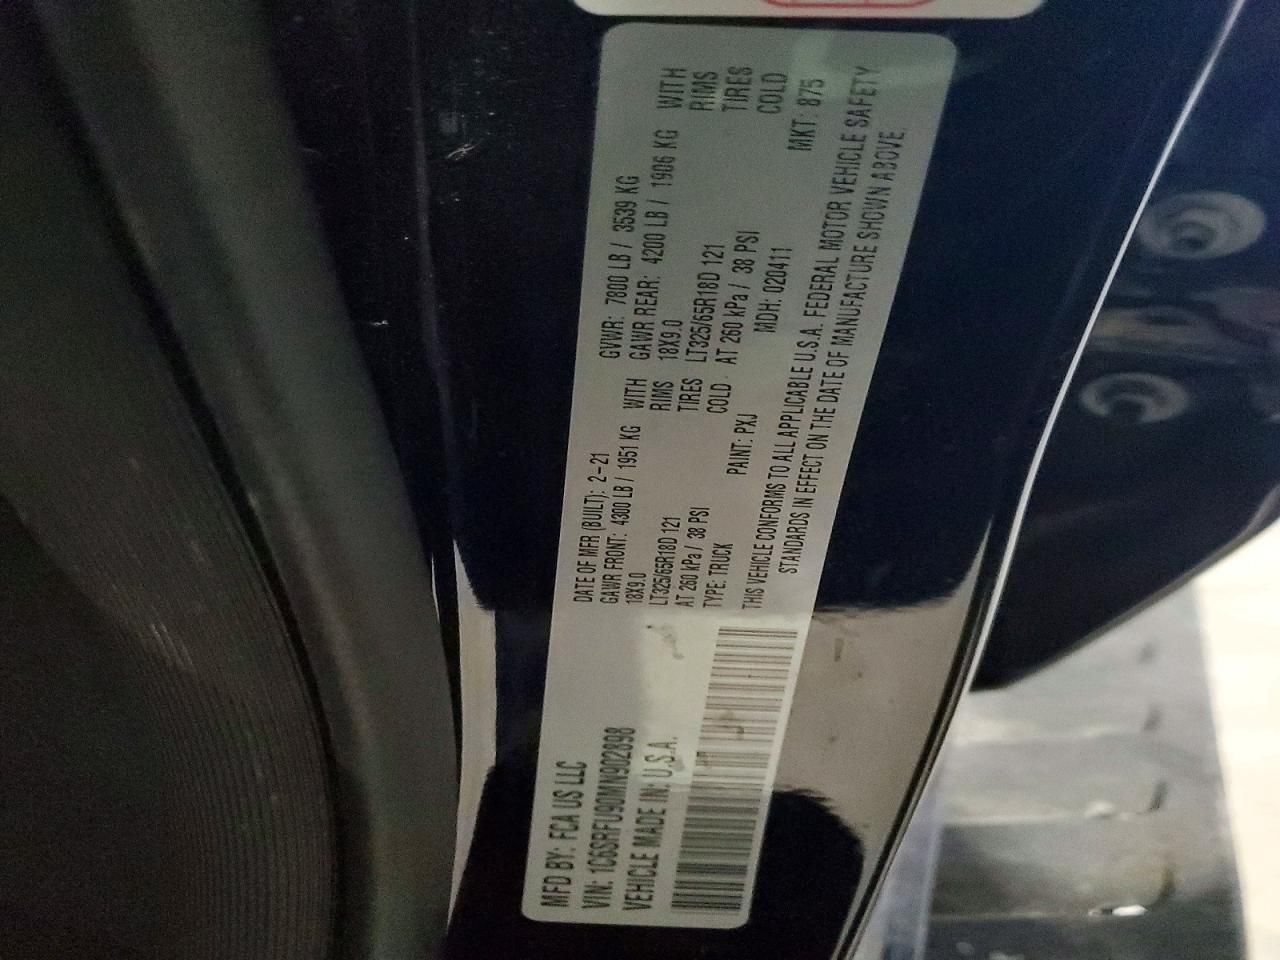 MFD BY: FCA US LLC
DATE OF MFR (BUILT): 2-21
GVWR: 7800 LB / 3539 KG
VIN: 1C6SRFU90MN902898
GAWR FRONT: 4300 LB / 1951 KG WITH
GAWR REAR: 4200 LB / 1906 KG WITH
18X9.0 RIMS
18X9.0 RIMS
VEHICLE MADE IN: U.S.A.
LT325/65R18D 121 TIRES
LT325/65R18D 121 TIRES
AT 260 kPa / 38 PSI COLD
AT 260 kPa / 38 PSI COLD
TYPE: TRUCK
PAINT: PXJ
MDH: 020411
MKT: 875
THIS VEHICLE CONFORMS TO ALL APPLICABLE U.S.A. FEDERAL MOTOR VEHICLE SAFETY
STANDARDS IN EFFECT ON THE DATE OF MANUFACTURE SHOWN ABOVE.